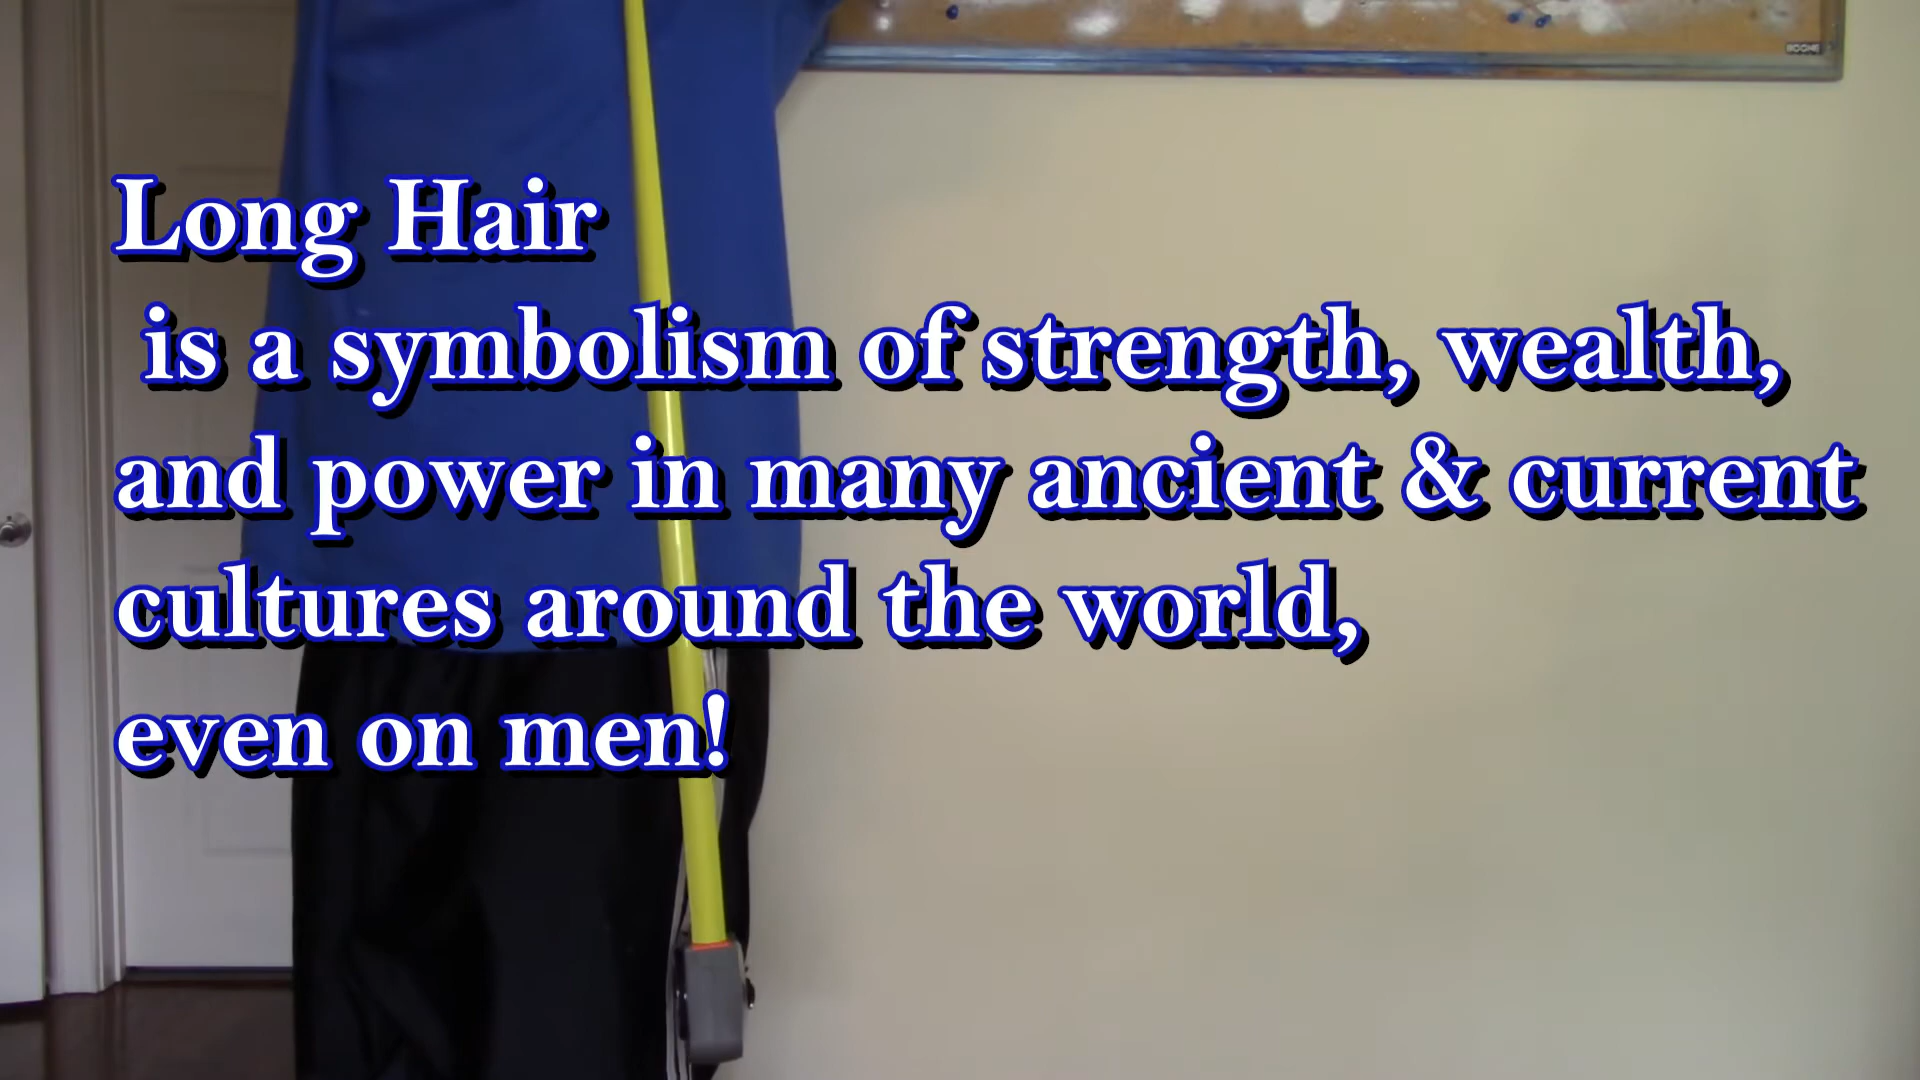 BOONE
Long Hair
is a symbolism of strength, wealth,
and power in many ancient & current
cultures around the world,
even on men!